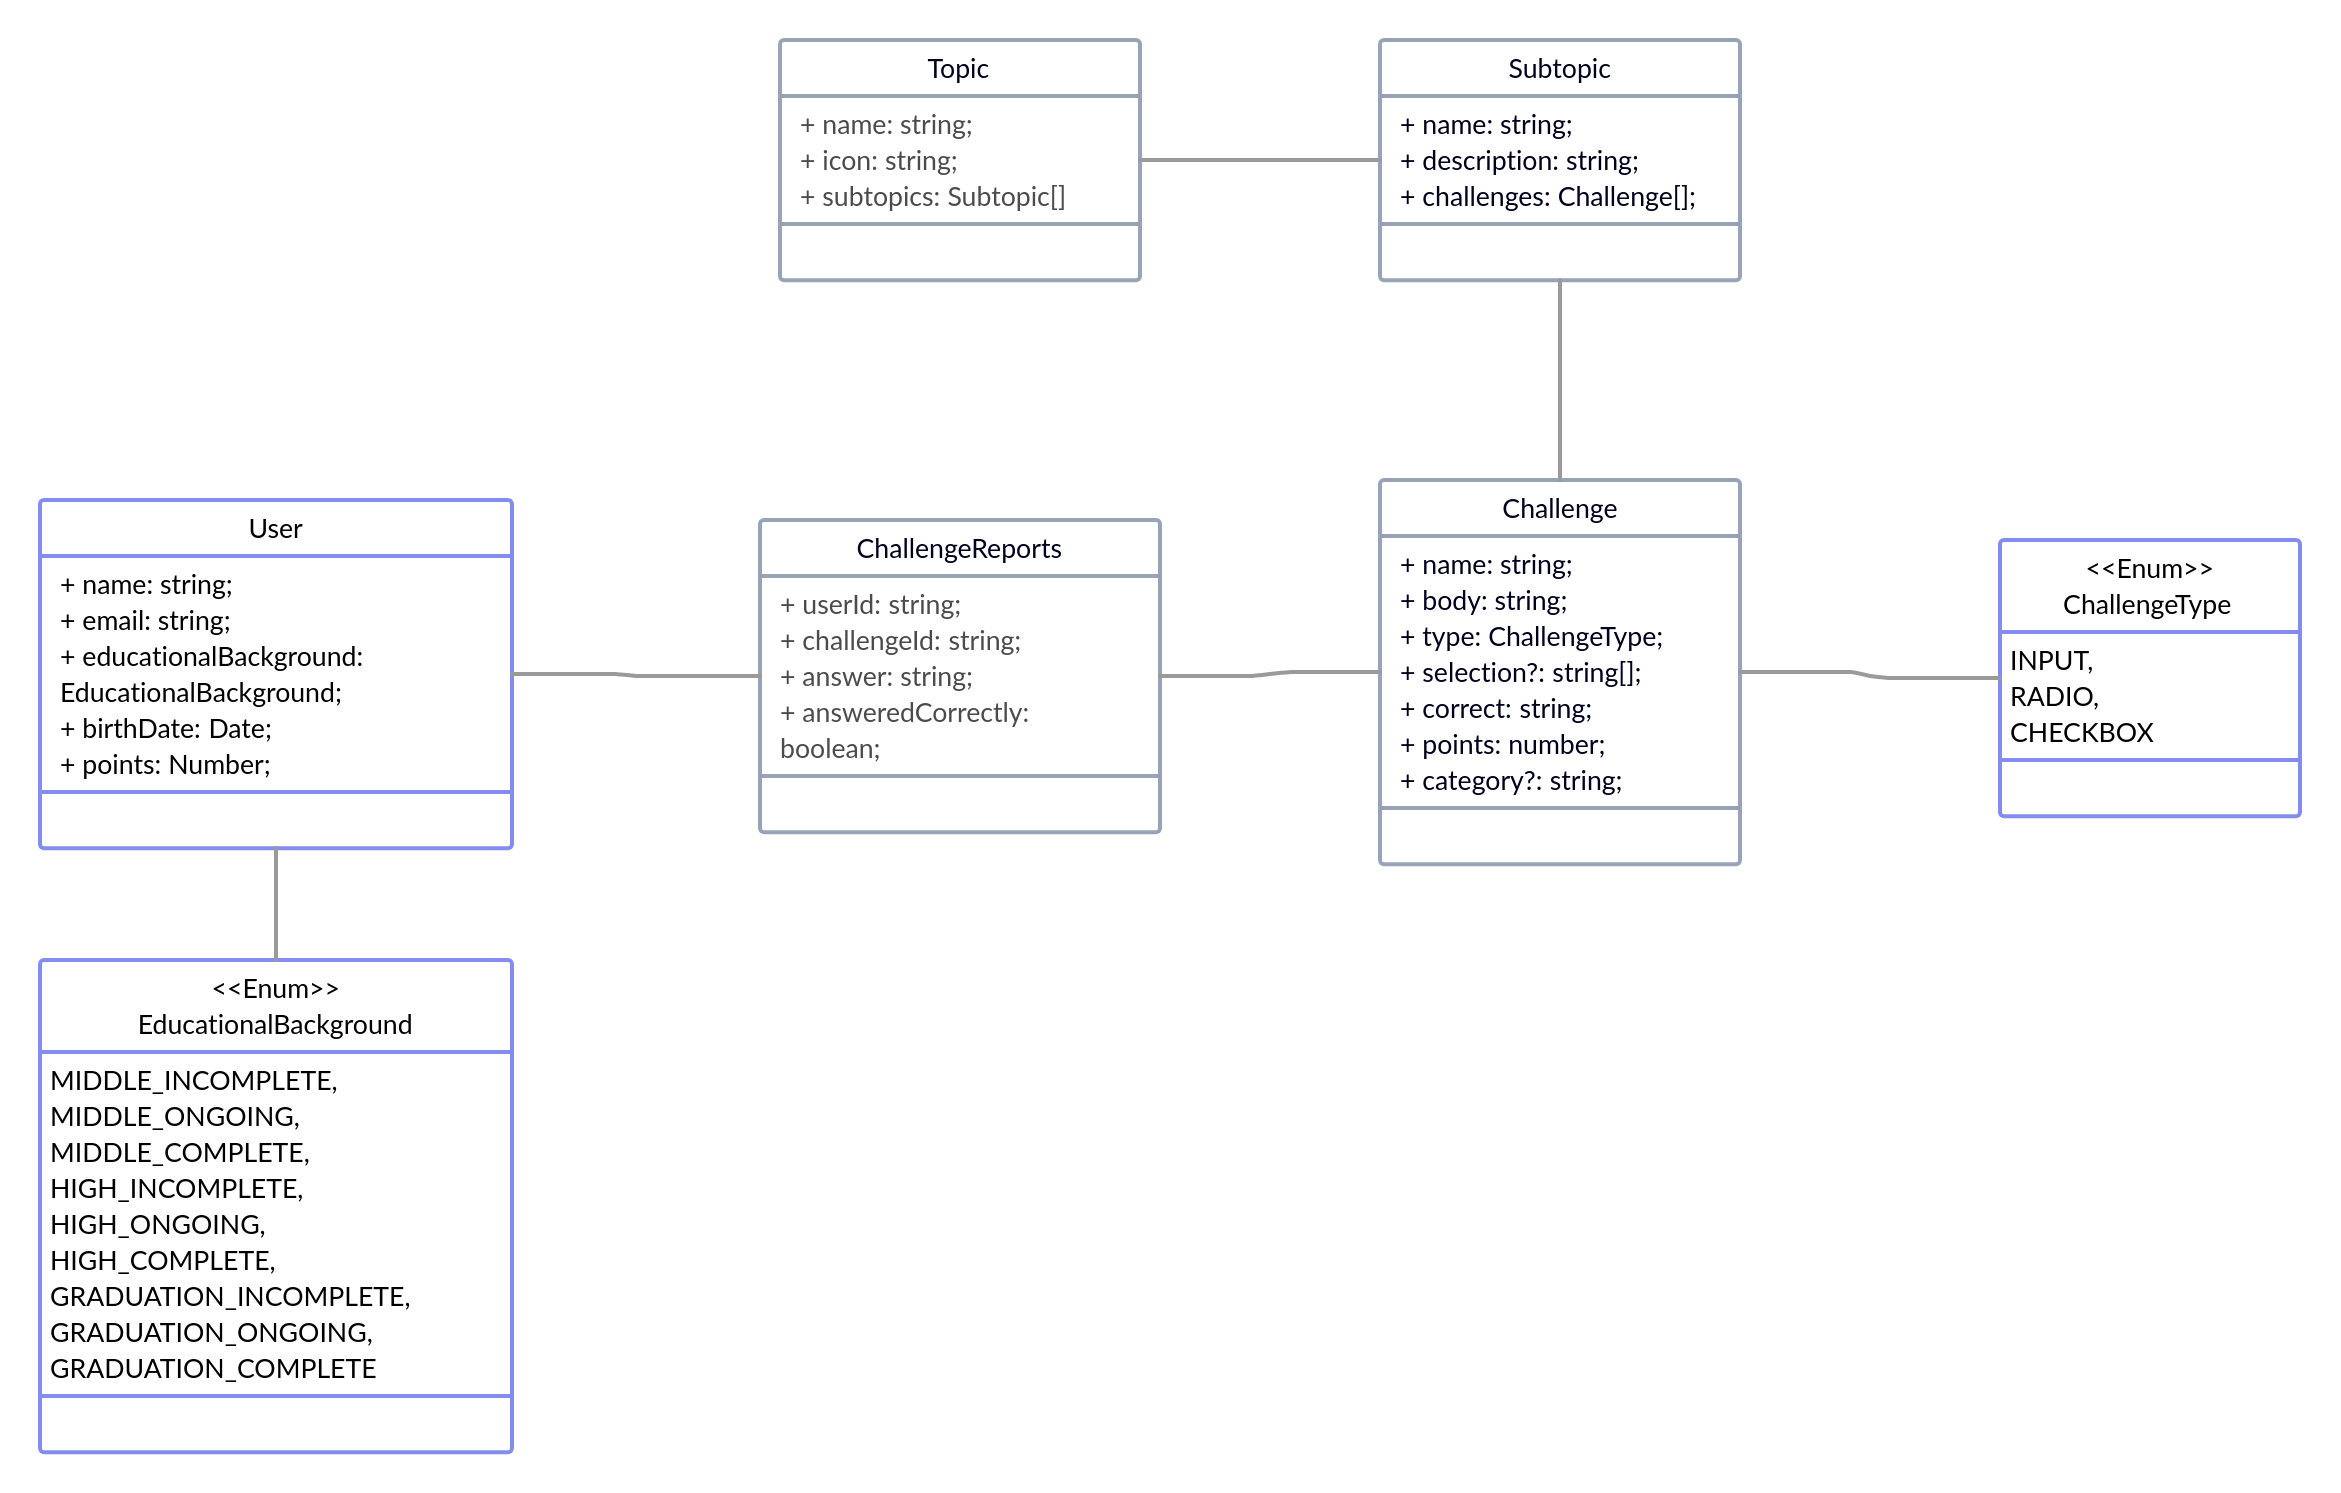 Topic
+ name: string;
+ icon: string;
+ subtopics: Subtopic[]
Subtopic
+ name: string;
+ description: string;
+ challenges: Challenge[];
User
+ name: string;
+ email: string;
+ educationalBackground:
EducationalBackground;
+ birthDate: Date;
+ points: Number;
ChallengeReports
+ userId: string;
+ challengeId: string;
+ answer: string;
+ answeredCorrectly:
boolean;
Challenge
+ name: string;
+ body: string;
+ type: ChallengeType;
+ selection?: string[];
+ correct: string;
+ points: number;
+ category?: string;
<<Enum>>
ChallengeType
INPUT,
RADIO,
CHECKBOX
<<Enum>>
EducationalBackground
MIDDLE_INCOMPLETE,
MIDDLE_ONGOING,
MIDDLE_COMPLETE,
HIGH_INCOMPLETE,
HIGH_ONGOING,
HIGH_COMPLETE,
GRADUATION_INCOMPLETE,
GRADUATION_ONGOING,
GRADUATION_COMPLETE